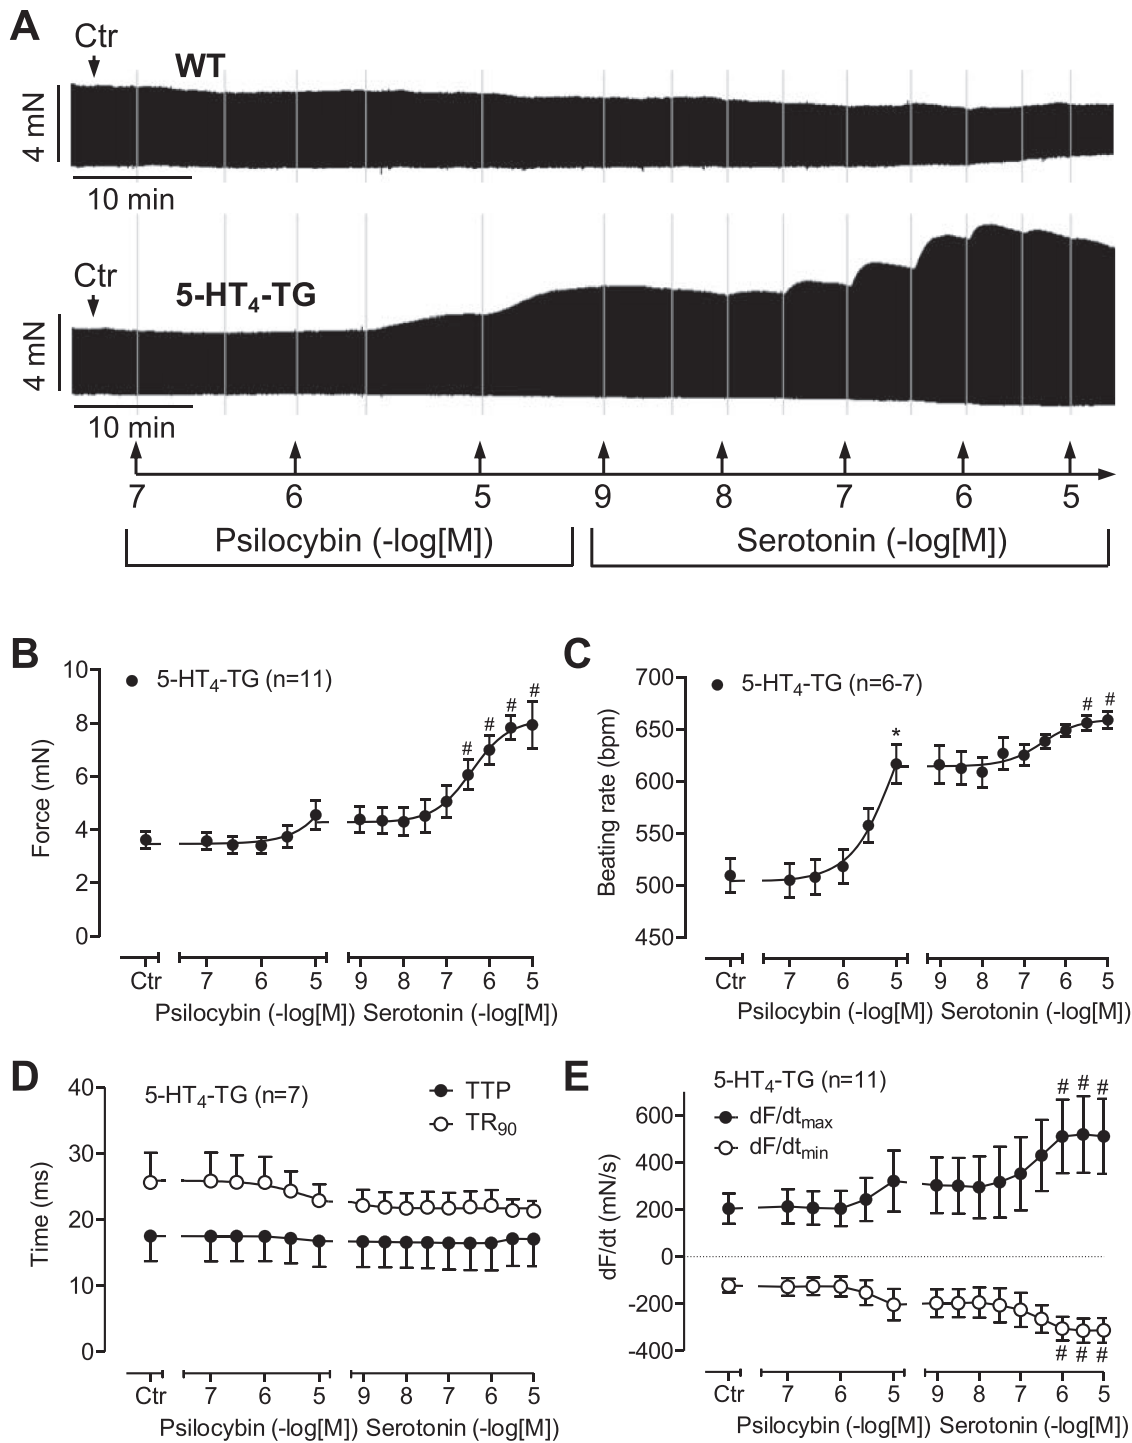 A
Ctr
WT
4 mN
10 min
Ctr
5-HT4-TG
4 mN
10 min
7 6 5 9 8 7 6 5
Psilocybin (-log[M]) Serotonin (-log[M])
B
5-HT4-TG (n=11)
Force (mN)
10
8
6
4
2
0
# # # #
Ctr 7 6 5 9 8 7 6 5
Psilocybin (-log[M]) Serotonin (-log[M])
C
5-HT4-TG (n=6-7)
Beating rate (bpm)
700
650
600
550
500
450
* # #
Ctr 7 6 5 9 8 7 6 5
Psilocybin (-log[M]) Serotonin (-log[M])
D
5-HT4-TG (n=7)
TTP
TR90
Time (ms)
40
30
20
10
0
Ctr 7 6 5 9 8 7 6 5
Psilocybin (-log[M]) Serotonin (-log[M])
E
5-HT4-TG (n=11)
dF/dtmax
dF/dtmin
dF/dt (mN/s)
600
400
200
0
-200
-400
# # #
# # #
Ctr 7 6 5 9 8 7 6 5
Psilocybin (-log[M]) Serotonin (-log[M])